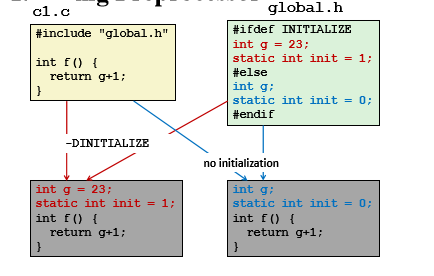 Preprocessor
c1.c
global.h
#include "global.h"
int f() {
return g+1;
}
#ifdef INITIALIZE
int g = 23;
static int init = 1;
#else
int g;
static int init = 0;
#endif
-DINITIALIZE
no initialization
int g = 23;
static int init = 1;
int f() {
return g+1;
}
int g;
static int init = 0;
int f() {
return g+1;
}